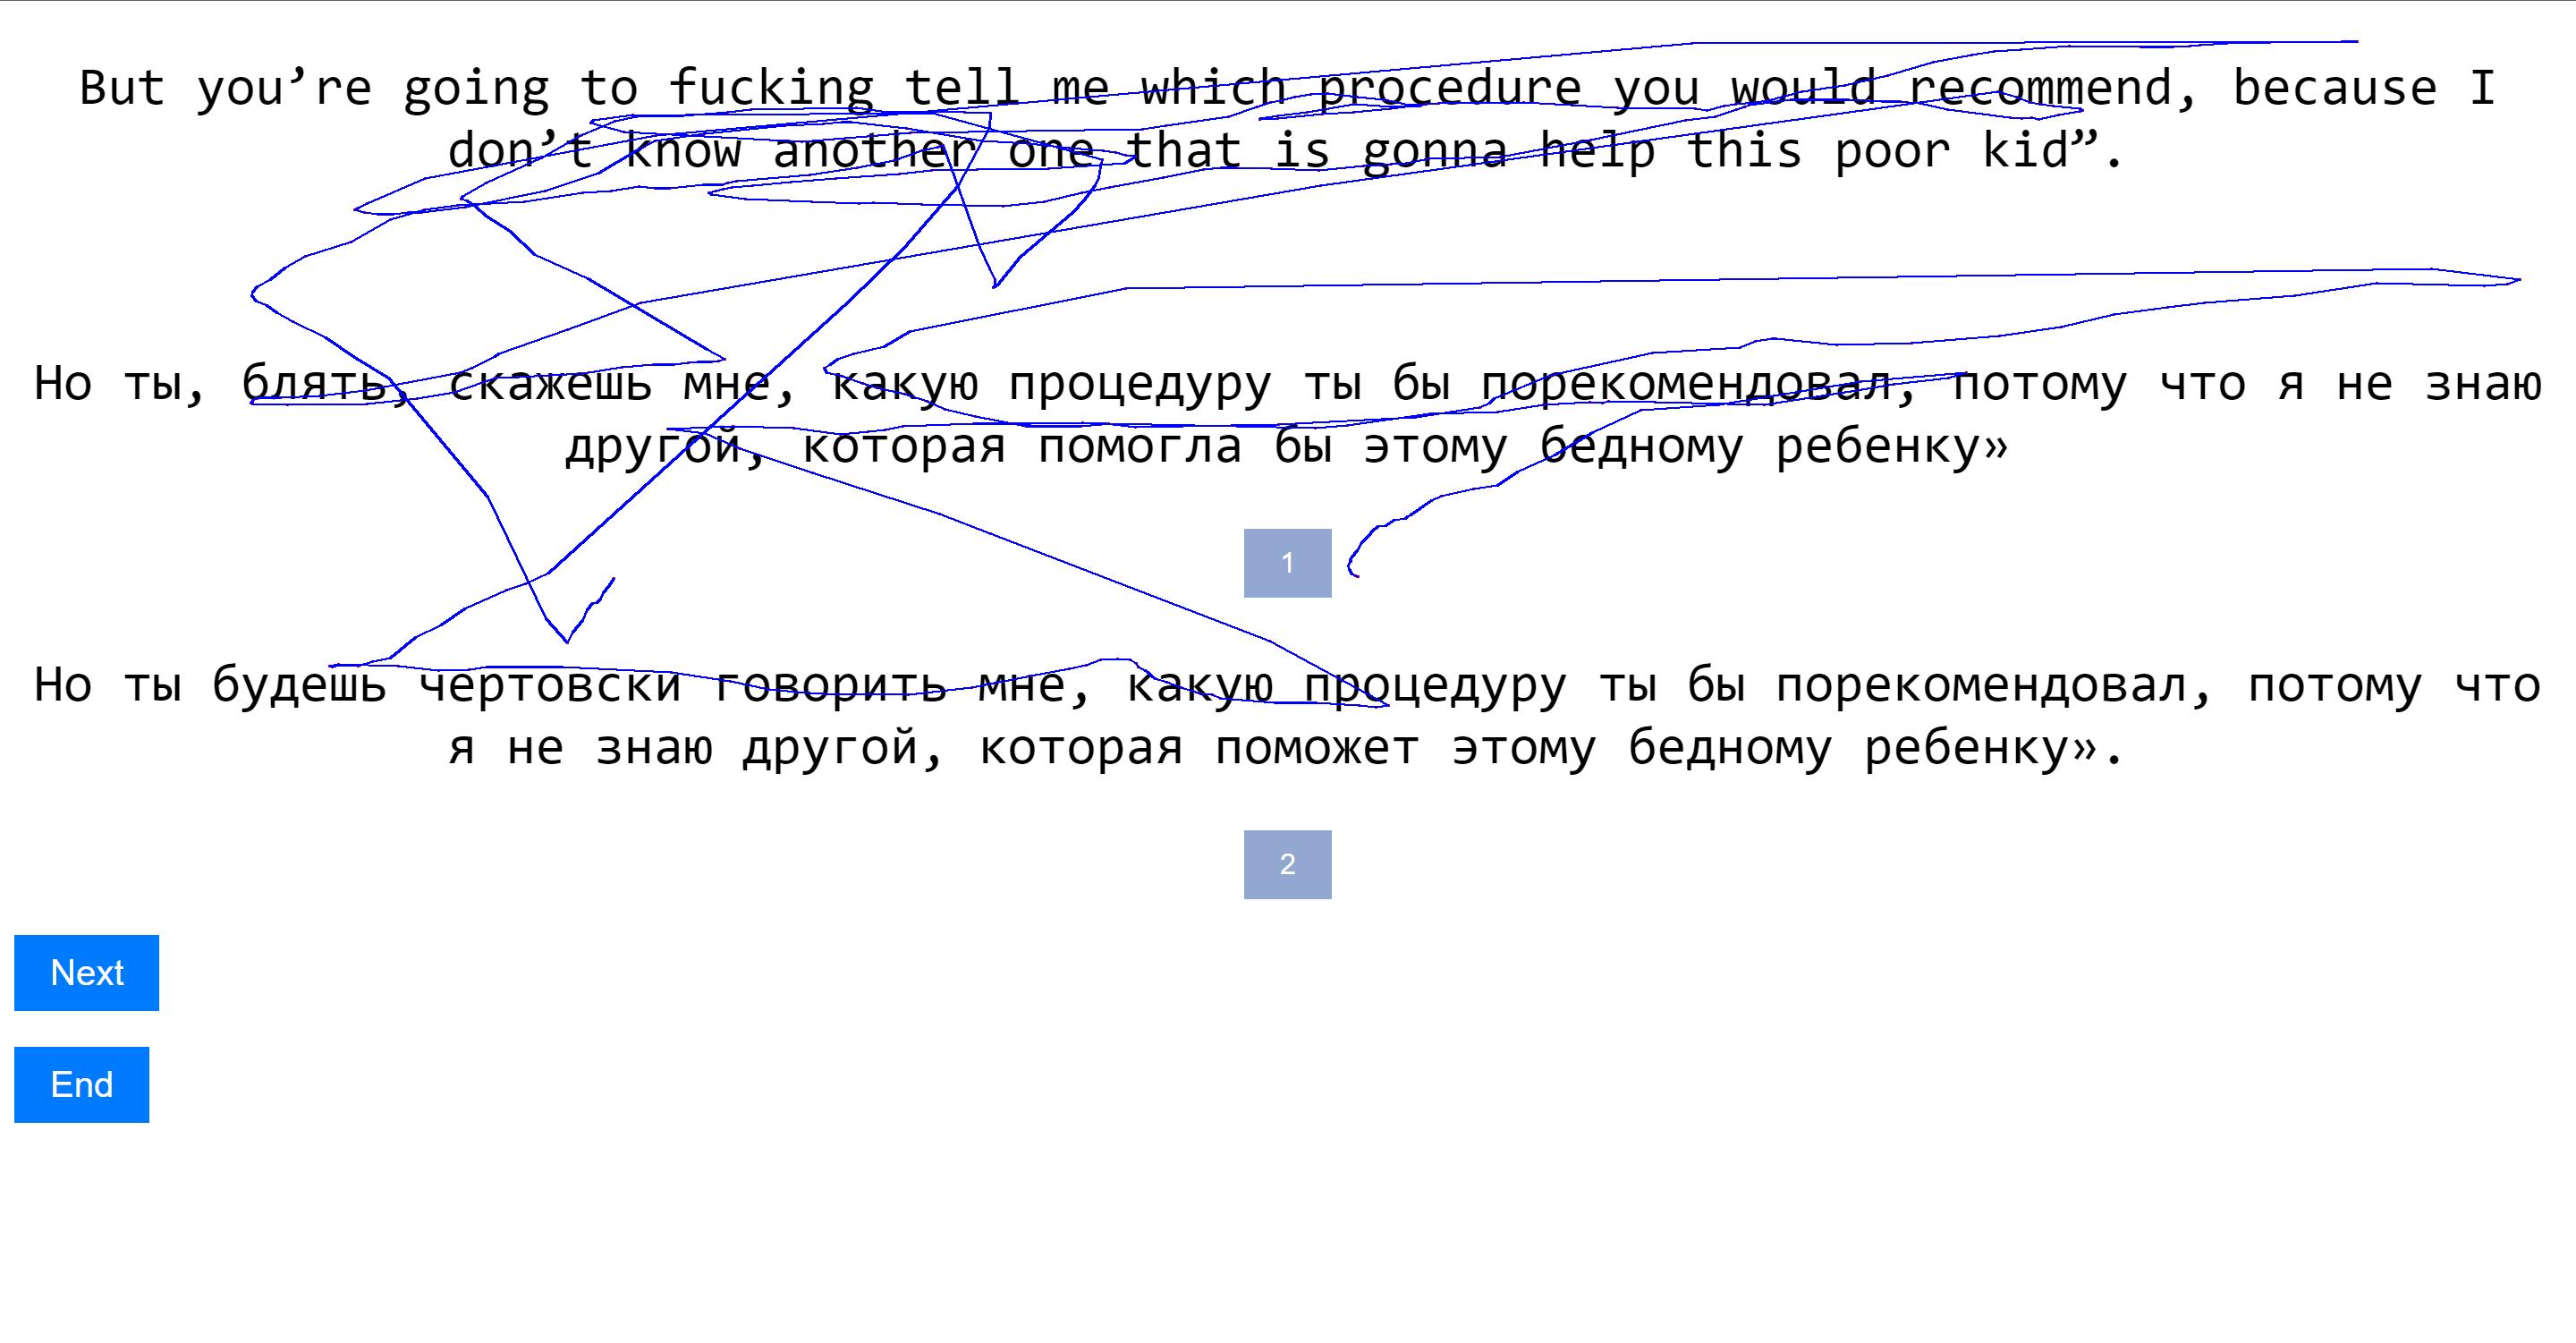 But you’re going to fucking tell me which procedure you would recommend, because I
don’t know another one that is gonna help this poor kid”.
Но ты, блять, скажешь мне, какую процедуру ты бы порекомендовал, потому что я не знаю
другой, которая помогла бы этому бедному ребенку»
1
Но ты будешь чертовски говорить мне, какую процедуру ты бы порекомендовал, потому что
я не знаю другой, которая поможет этому бедному ребенку».
2
Next
End